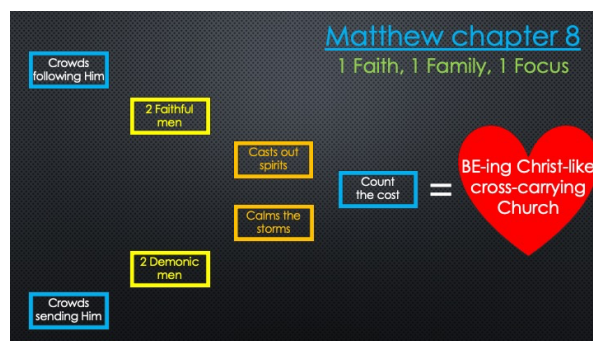 Matthew chapter 8
1 Faith, 1 Family, 1 Focus
Crowds
following Him
2 Faithful
men
Casts out
spirits
Count
the cost
=
BE-ing Christ-like
cross-carrying
Church
Calms the
storms
2 Demonic
men
Crowds
sending Him